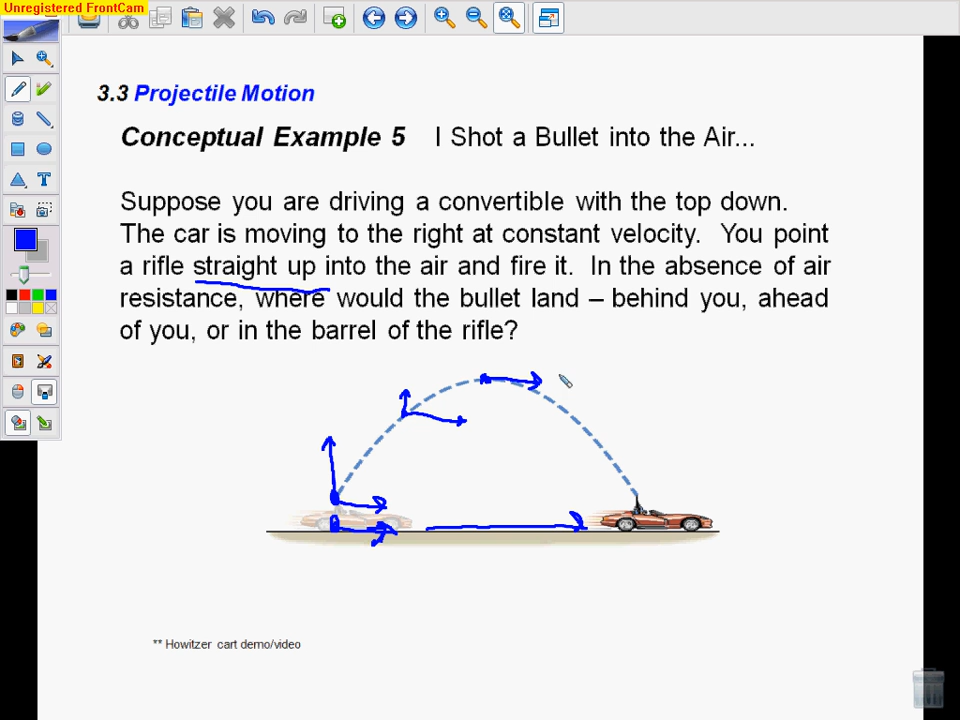 Unregistered FrontCam
3.3 Projectile Motion
Conceptual Example 5 I Shot a Bullet into the Air...
Suppose you are driving a convertible with the top down.
The car is moving to the right at constant velocity. You point
a rifle straight up into the air and fire it. In the absence of air
resistance, where would the bullet land – behind you, ahead
of you, or in the barrel of the rifle?
** Howitzer cart demo/video